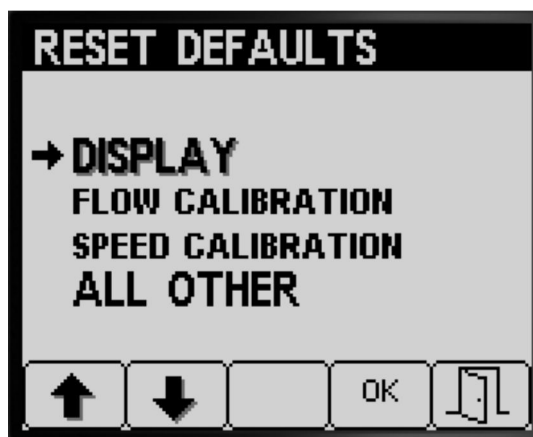 RESET DEFAULTS
DISPLAY
FLOW CALIBRATION
SPEED CALIBRATION
ALL OTHER
OK